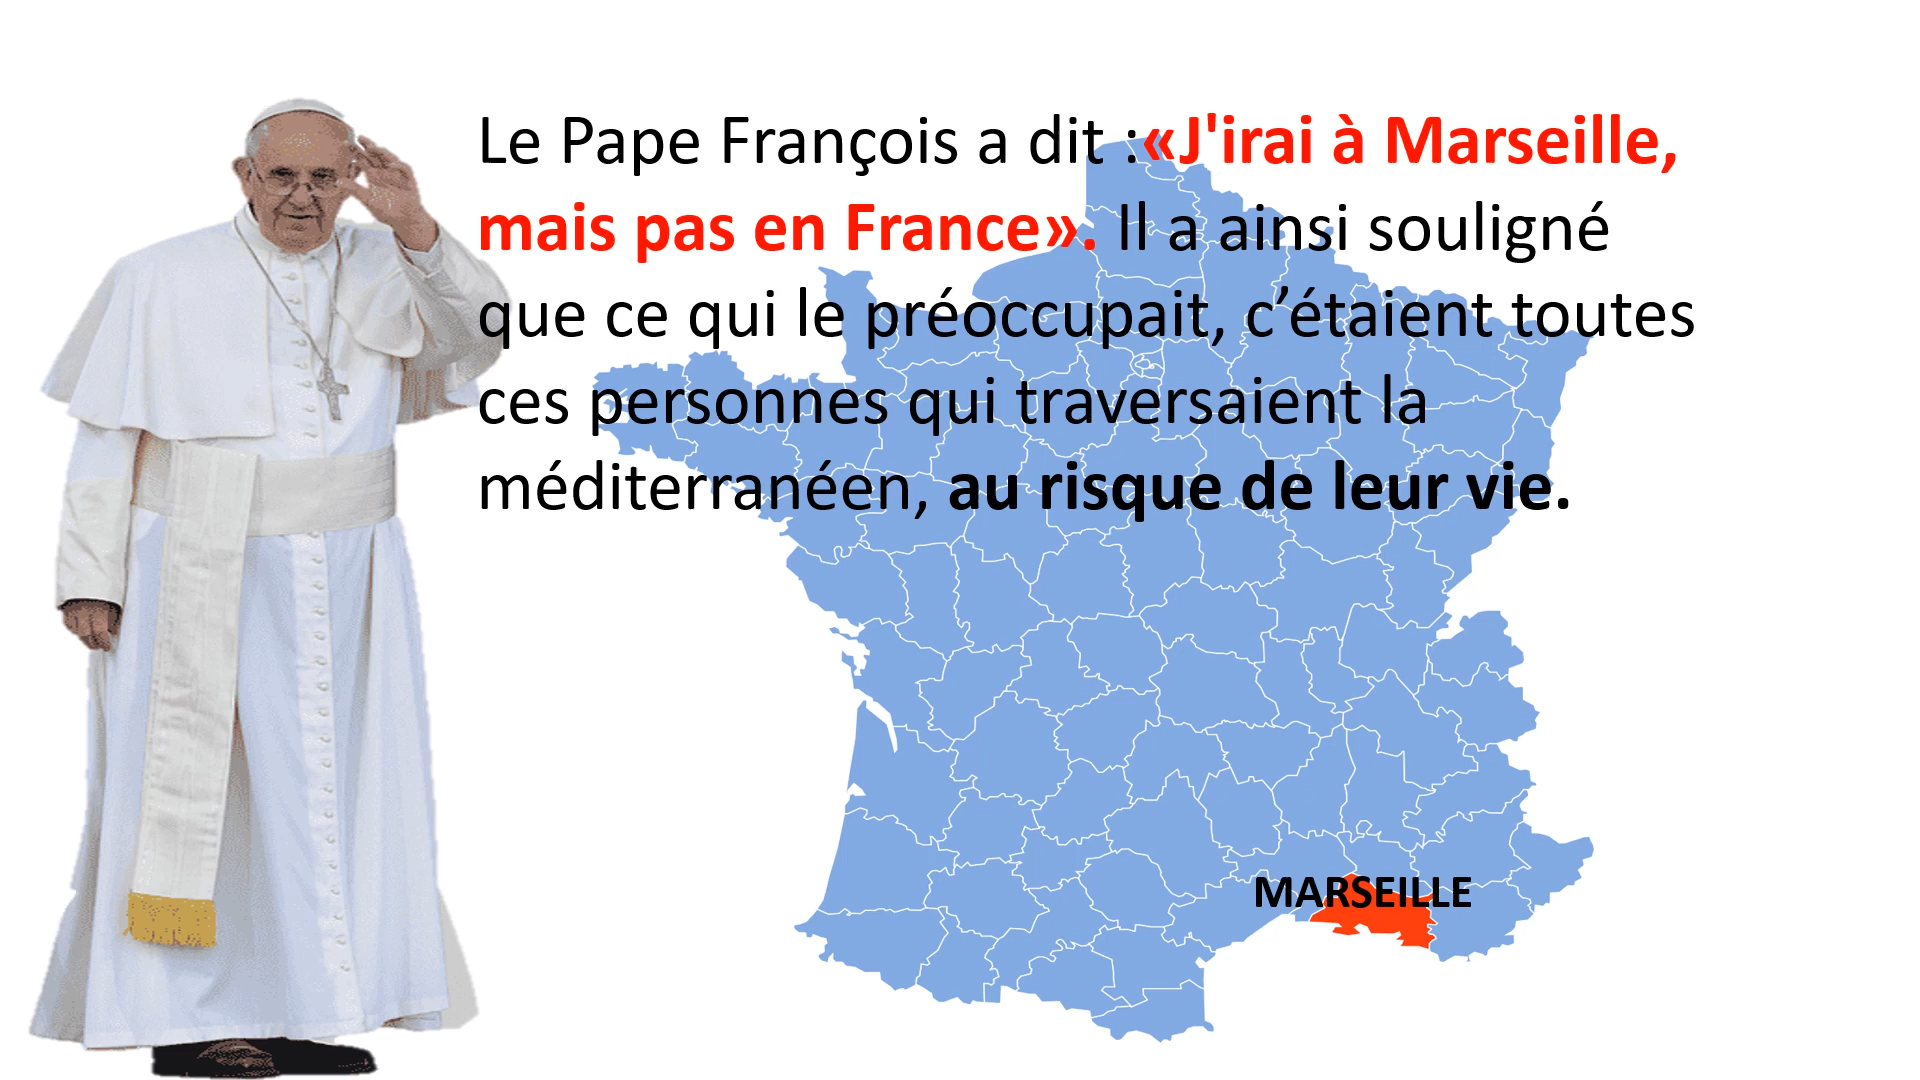 Le Pape François a dit :«J'irai à Marseille,
mais pas en France». Il a ainsi souligné
que ce qui le préoccupait, c’étaient toutes
ces personnes qui traversaient la
méditerranéen, au risque de leur vie.
MARSEILLE